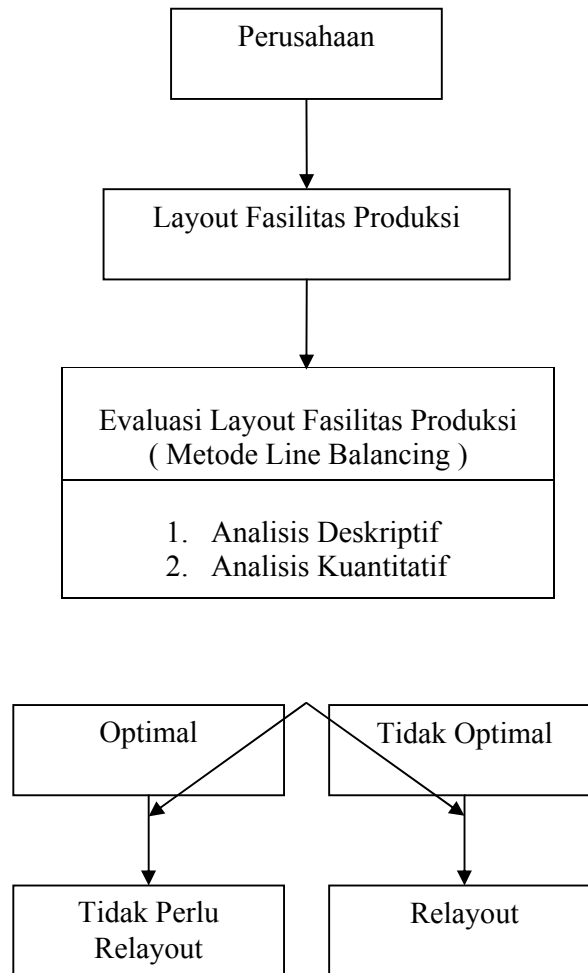 Perusahaan
Layout Fasilitas Produksi
Evaluasi Layout Fasilitas Produksi
( Metode Line Balancing )
1. Analisis Deskriptif
2. Analisis Kuantitatif
Optimal
Tidak Optimal
Tidak Perlu
Relayout
Relayout